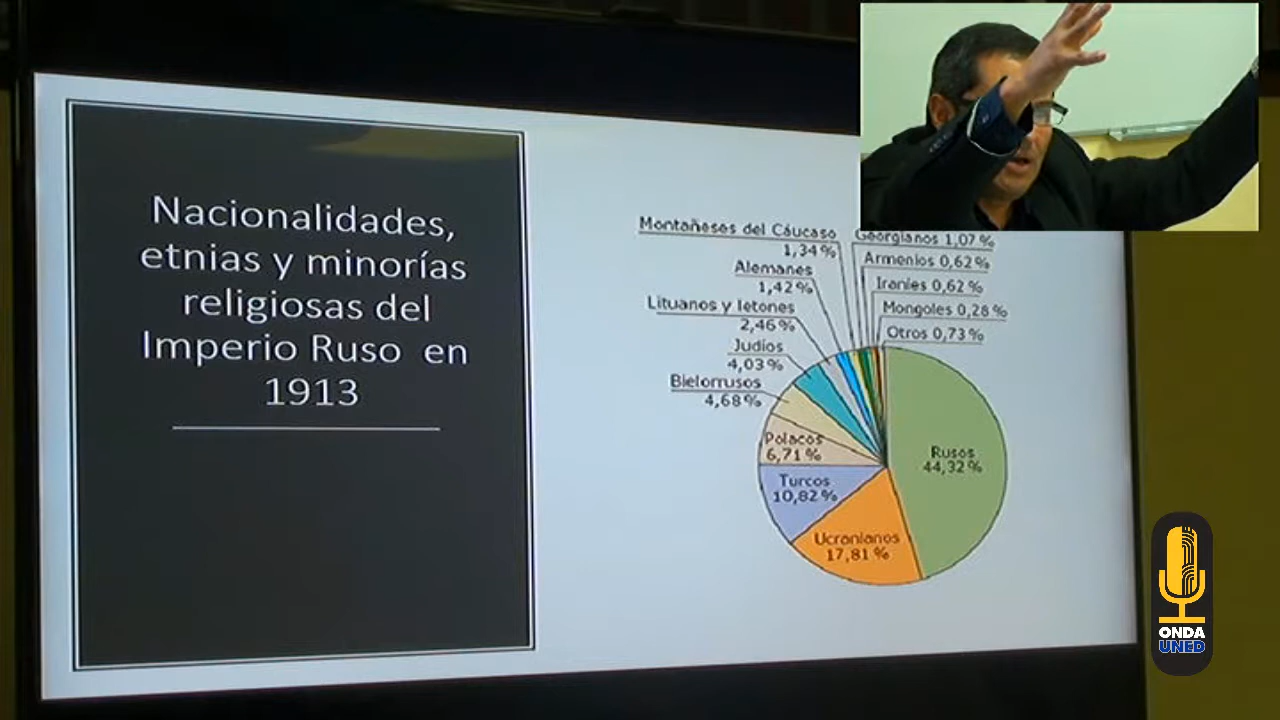 Nacionalidades,
etnias y minorías
religiosas del
Imperio Ruso en
1913
Montañeses del Cáucaso
1,34%
Alemanes
1,42%
Lituanos y letones
2,46%
Judíos
4,03%
Bielorrusos
4,68%
Polacos
6,71%
Turcos
10,82%
Ucranianos
17,81%
Rusos
44,32%
Georgianos 1,07%
Armenios 0,62%
Iraníes 0,62%
Mongoles 0,28%
Otros 0,73%
ONDA
UNED